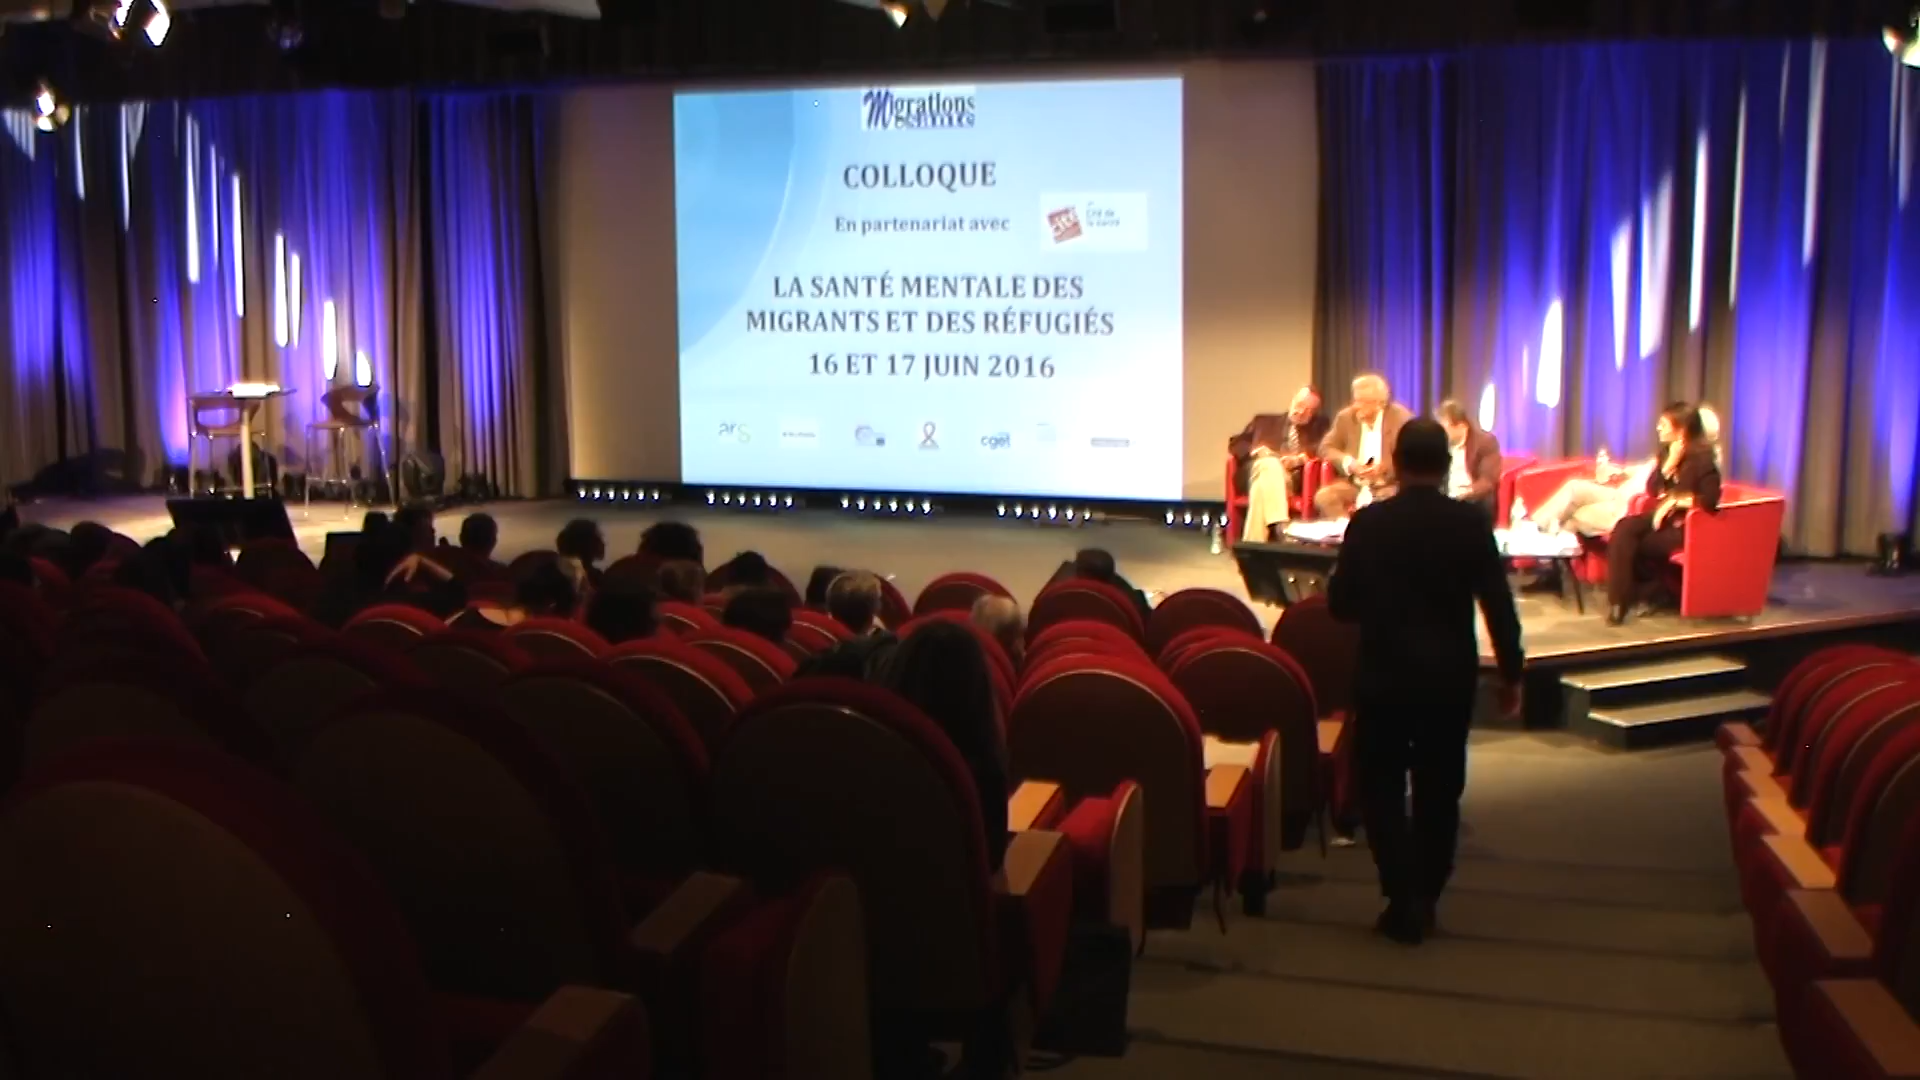 Migrations
COLLOQUE
En partenariat avec
LA SANTÉ MENTALE DES
MIGRANTS ET DES RÉFUGIÉS
16 ET 17 JUIN 2016
ars
cget